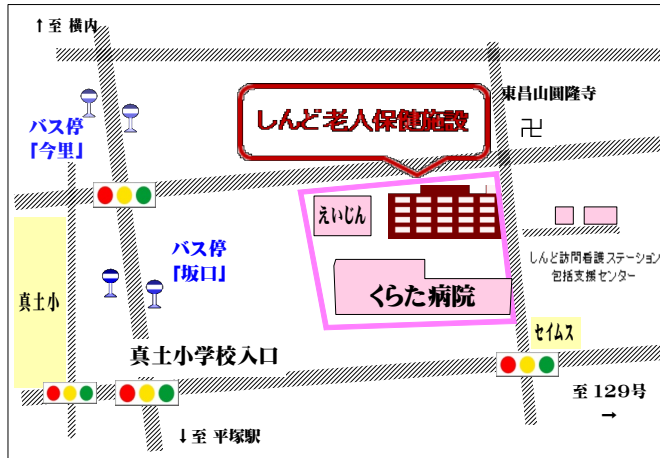 ↑至 横内
東昌山圓隆寺
しんど老人保健施設
バス停
「今里」
卍
えいじん
バス停
「坂口」
しんど訪問看護ステーション
包括支援センター
真土小
くらた病院
セイムス
真土小学校入口
至 129号
→
↓至 平塚駅